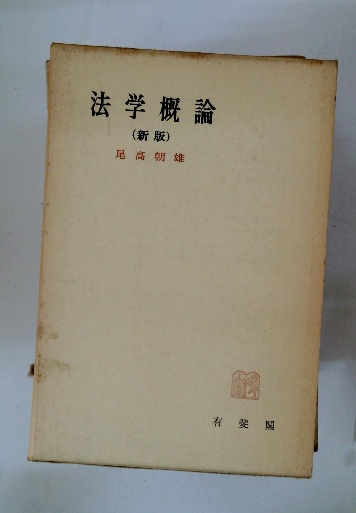 法学概論
(新版)
尾高朝雄
有斐閣